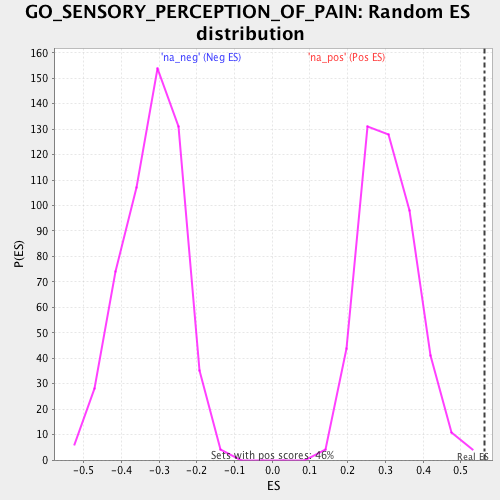 GO_SENSORY_PERCEPTION_OF_PAIN: Random ES
distribution
'na_neg' (Neg ES) 'na_pos' (Pos ES)
160
150
140
130
120
110
100
90
80
70
60
50
40
30
20
10
0
P(ES)
Sets with pos scores: 46%
Real ES
-0.5 -0.4 -0.3 -0.2 -0.1 0.0 0.1 0.2 0.3 0.4 0.5
ES